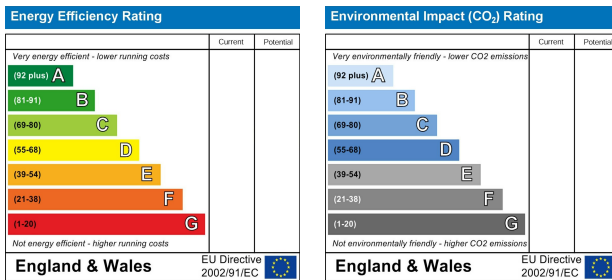 Energy Efficiency Rating
Current Potential
Very energy efficient - lower running costs
(92 plus) A
(81-91) B
(69-80) C
(55-68) D
(39-54) E
(21-38) F
(1-20) G
Not energy efficient - higher running costs
England & Wales
EU Directive
2002/91/EC
Environmental Impact (CO₂) Rating
Current Potential
Very environmentally friendly - lower CO2 emissions
(92 plus) A
(81-91) B
(69-80) C
(55-68) D
(39-54) E
(21-38) F
(1-20) G
Not environmentally friendly - higher CO2 emissions
England & Wales
EU Directive
2002/91/EC